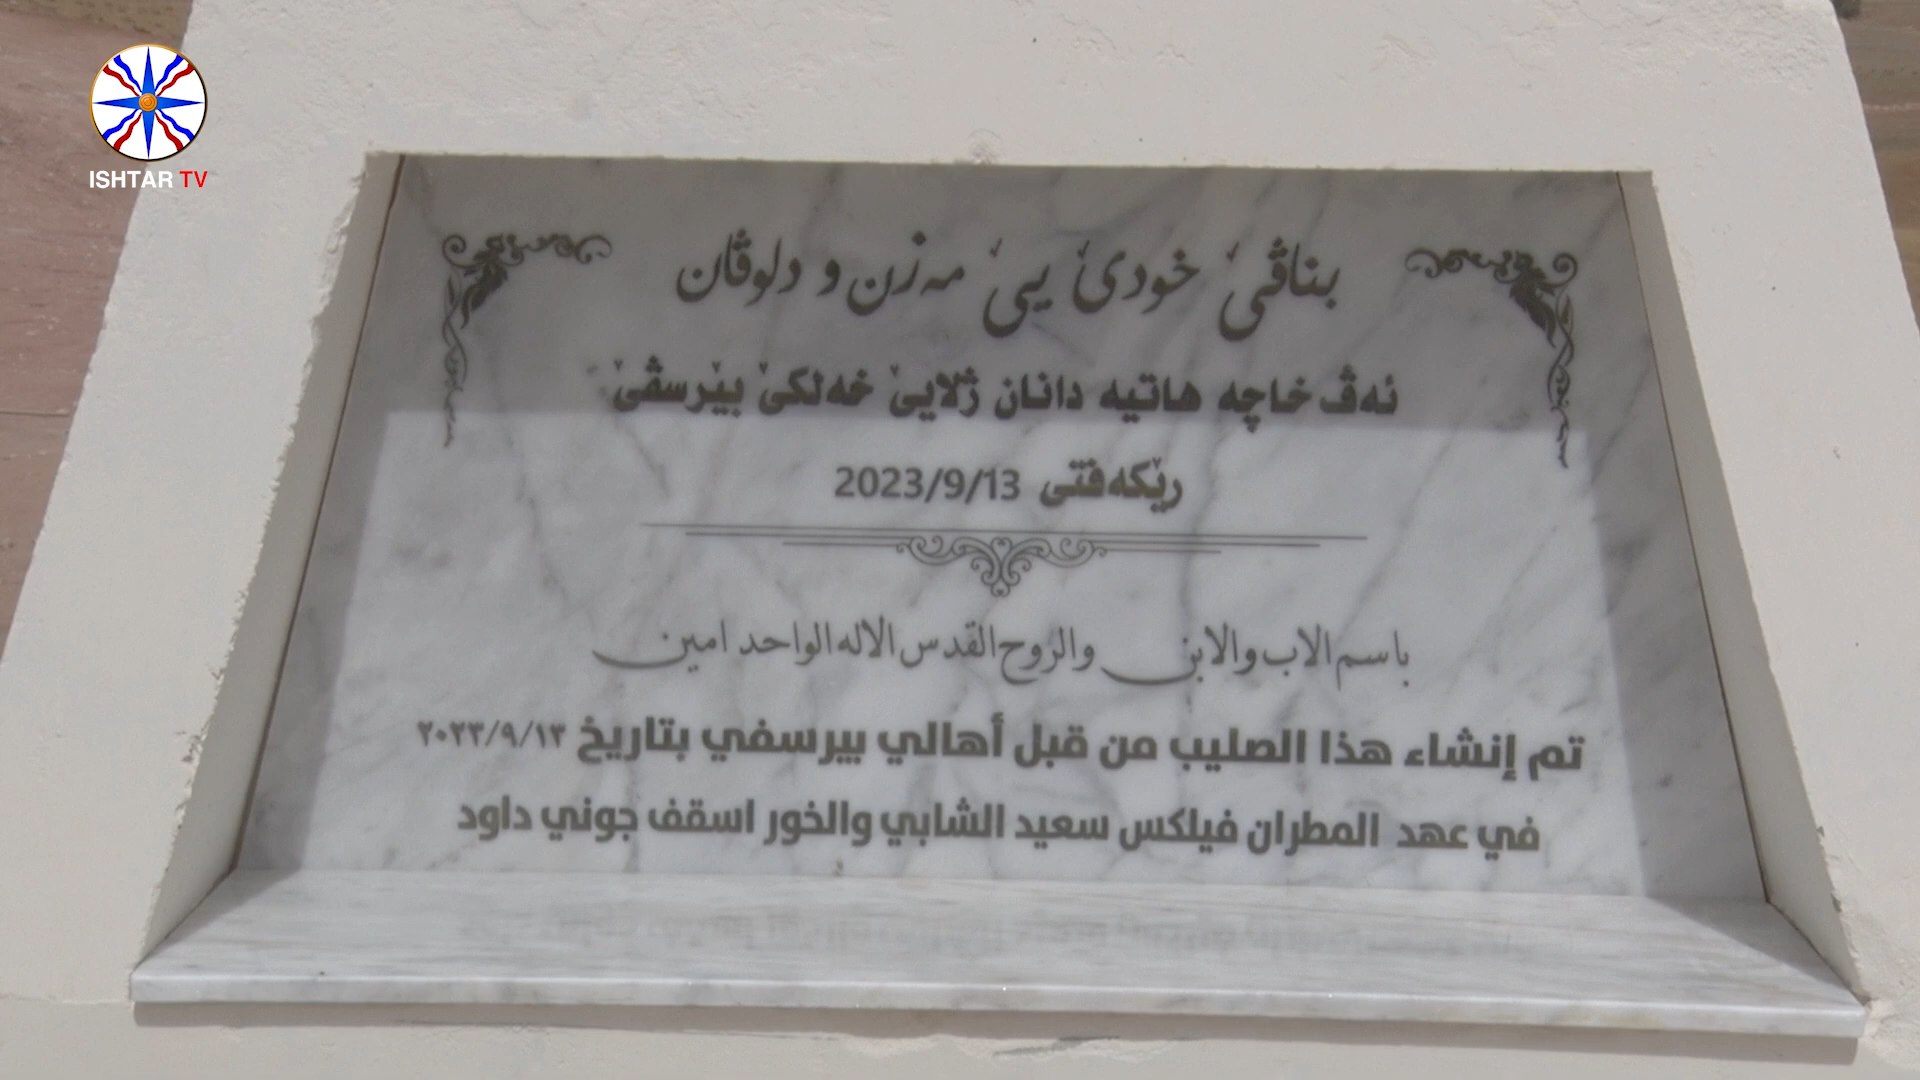 ISHTAR TV
بناڤێ خودێ یێ مەزن و دلوڤان
ئەڤ خاچە هاتیە دانان ژلایێ خەلکێ بێرسڤێ
رێکەفتی 2023/9/13
باسم الاب والابن والروح القدس الاله الواحد امين
تم إنشاء هذا الصليب من قبل أهالي بيرسفي بتاريخ ٢٠٢٣/٩/١٣
في عهد المطران فيلكس سعيد الشابي والخور اسقف جوني داود